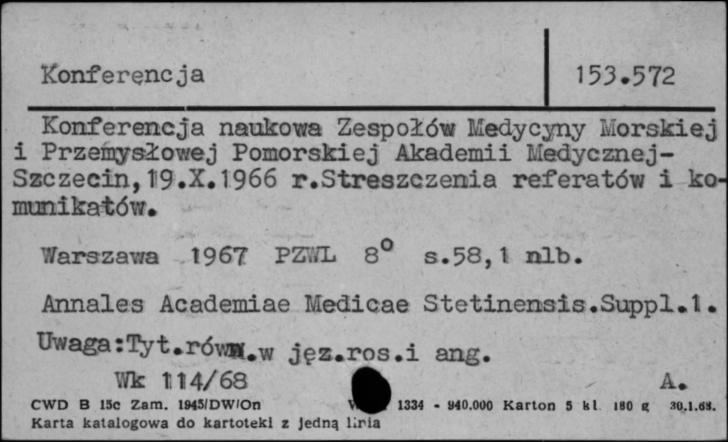 Konferencja 153.572
Konferencja naukowa Zespołów Medycyny Morskiej
i Przemysłowej Pomorskiej Akademii Medycznej-
Szczecin,19.X.1966 r.Streszczenia referatów i ko-
munikatów.
Warszawa 1967 PZWL 8° s.58,1 nlb.
Annales Academiae Medicae Stetinensis.Suppl.1.
Uwaga:Tyt.równ.w jęz.ros.i ang.
Wk 114/68 A.
CWD B 15c Zam. 1945/DW/On 1334 - 940.000 Karton 5 kl 180 g 30.1.68.
Karta katalogowa do kartoteki z jedną linią